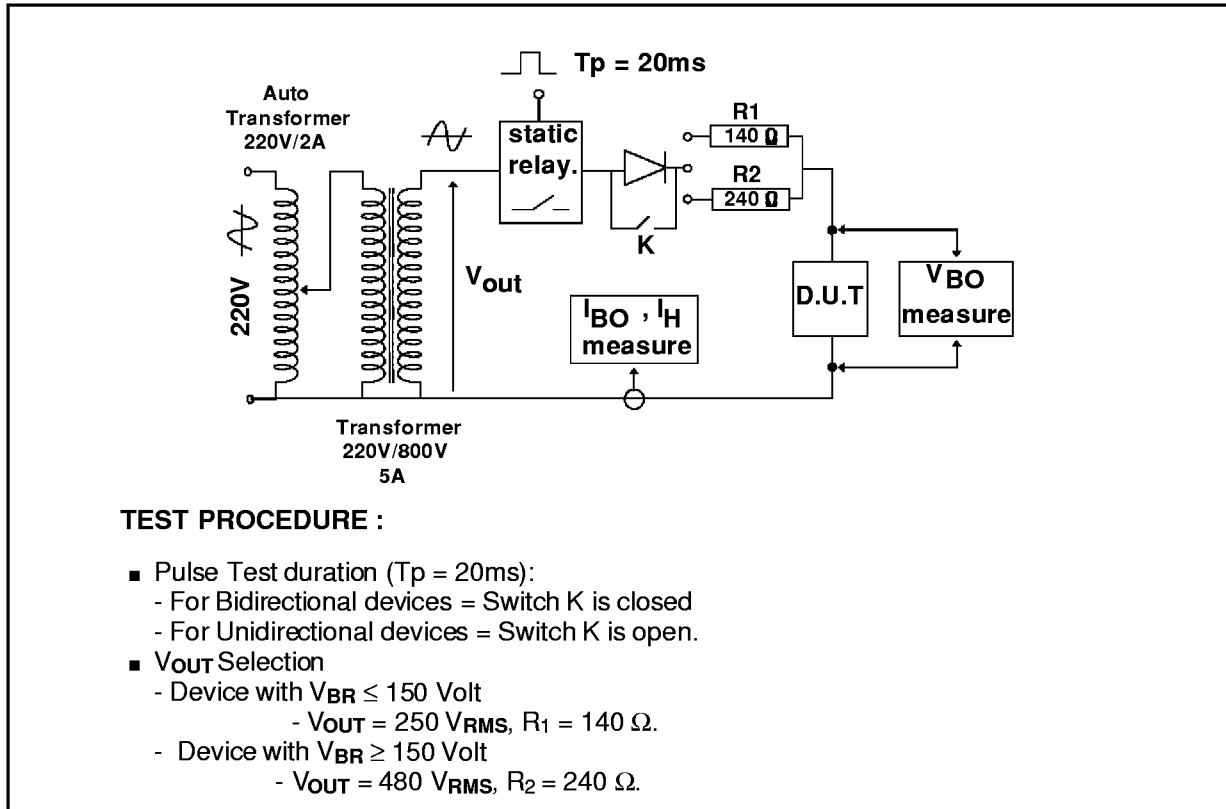 Tp = 20ms
Auto
Transformer
220V/2A
static
relay.
R1
140 Ω
R2
240 Ω
K
220V
Vout
IBO , IH
measure
D.U.T
VBO
measure
Transformer
220V/800V
5A
TEST PROCEDURE :
■ Pulse Test duration (Tp = 20ms):
- For Bidirectional devices = Switch K is closed
- For Unidirectional devices = Switch K is open.
■ VOUT Selection
- Device with VBR ≤ 150 Volt
- VOUT = 250 VRMS, R1 = 140 Ω.
- Device with VBR ≥ 150 Volt
- VOUT = 480 VRMS, R2 = 240 Ω.